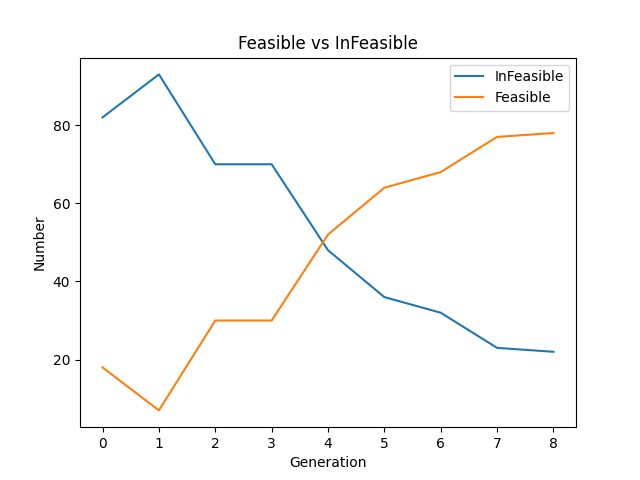 Feasible vs InFeasible
InFeasible
Feasible
80
60
40
20
Number
0 1 2 3 4 5 6 7 8
Generation